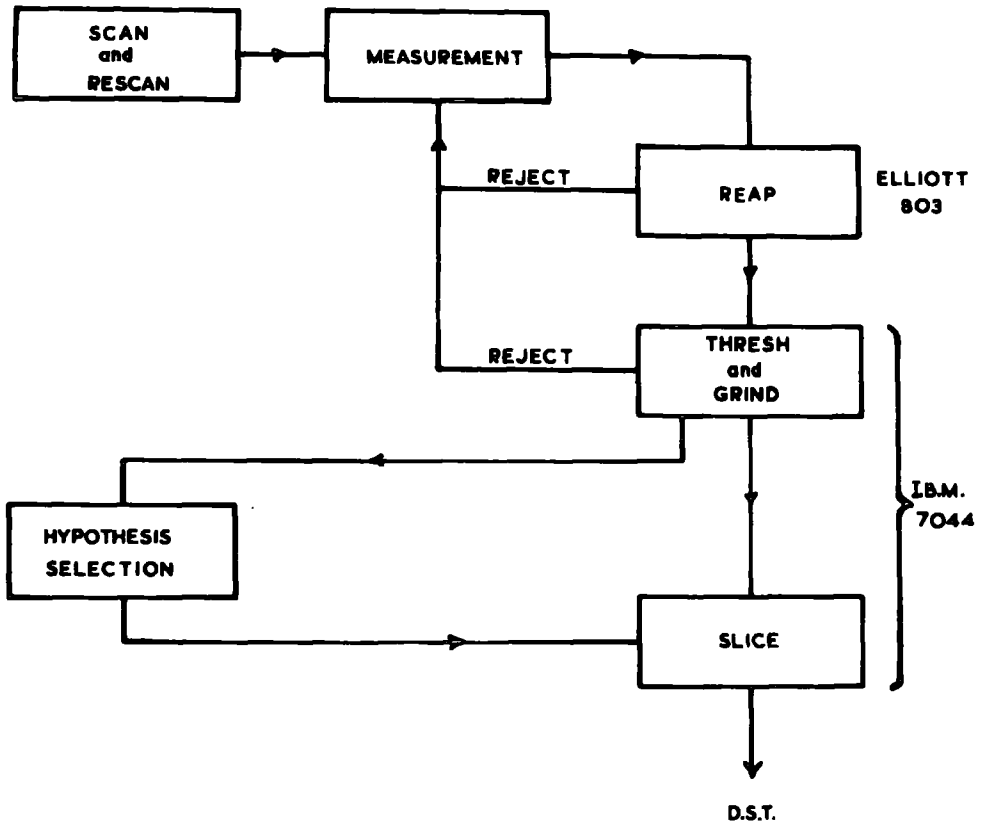 SCAN
and
RESCAN
MEASUREMENT
REJECT
REAP
ELLIOTT
803
REJECT
THRESH
and
GRIND
I.B.M.
7044
HYPOTHESIS
SELECTION
SLICE
D.S.T.